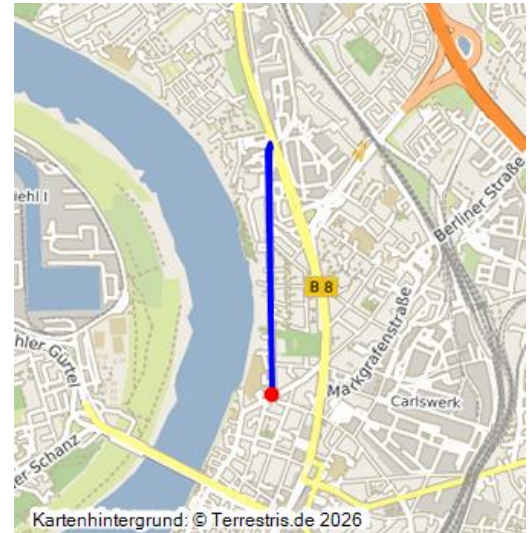 Berliner Straße
iehl I
B 8
Markgrafenstraße
hler Gürtel
Carlswerk
er Schanz
Kartenhintergrund: © Terrestris.de 2026